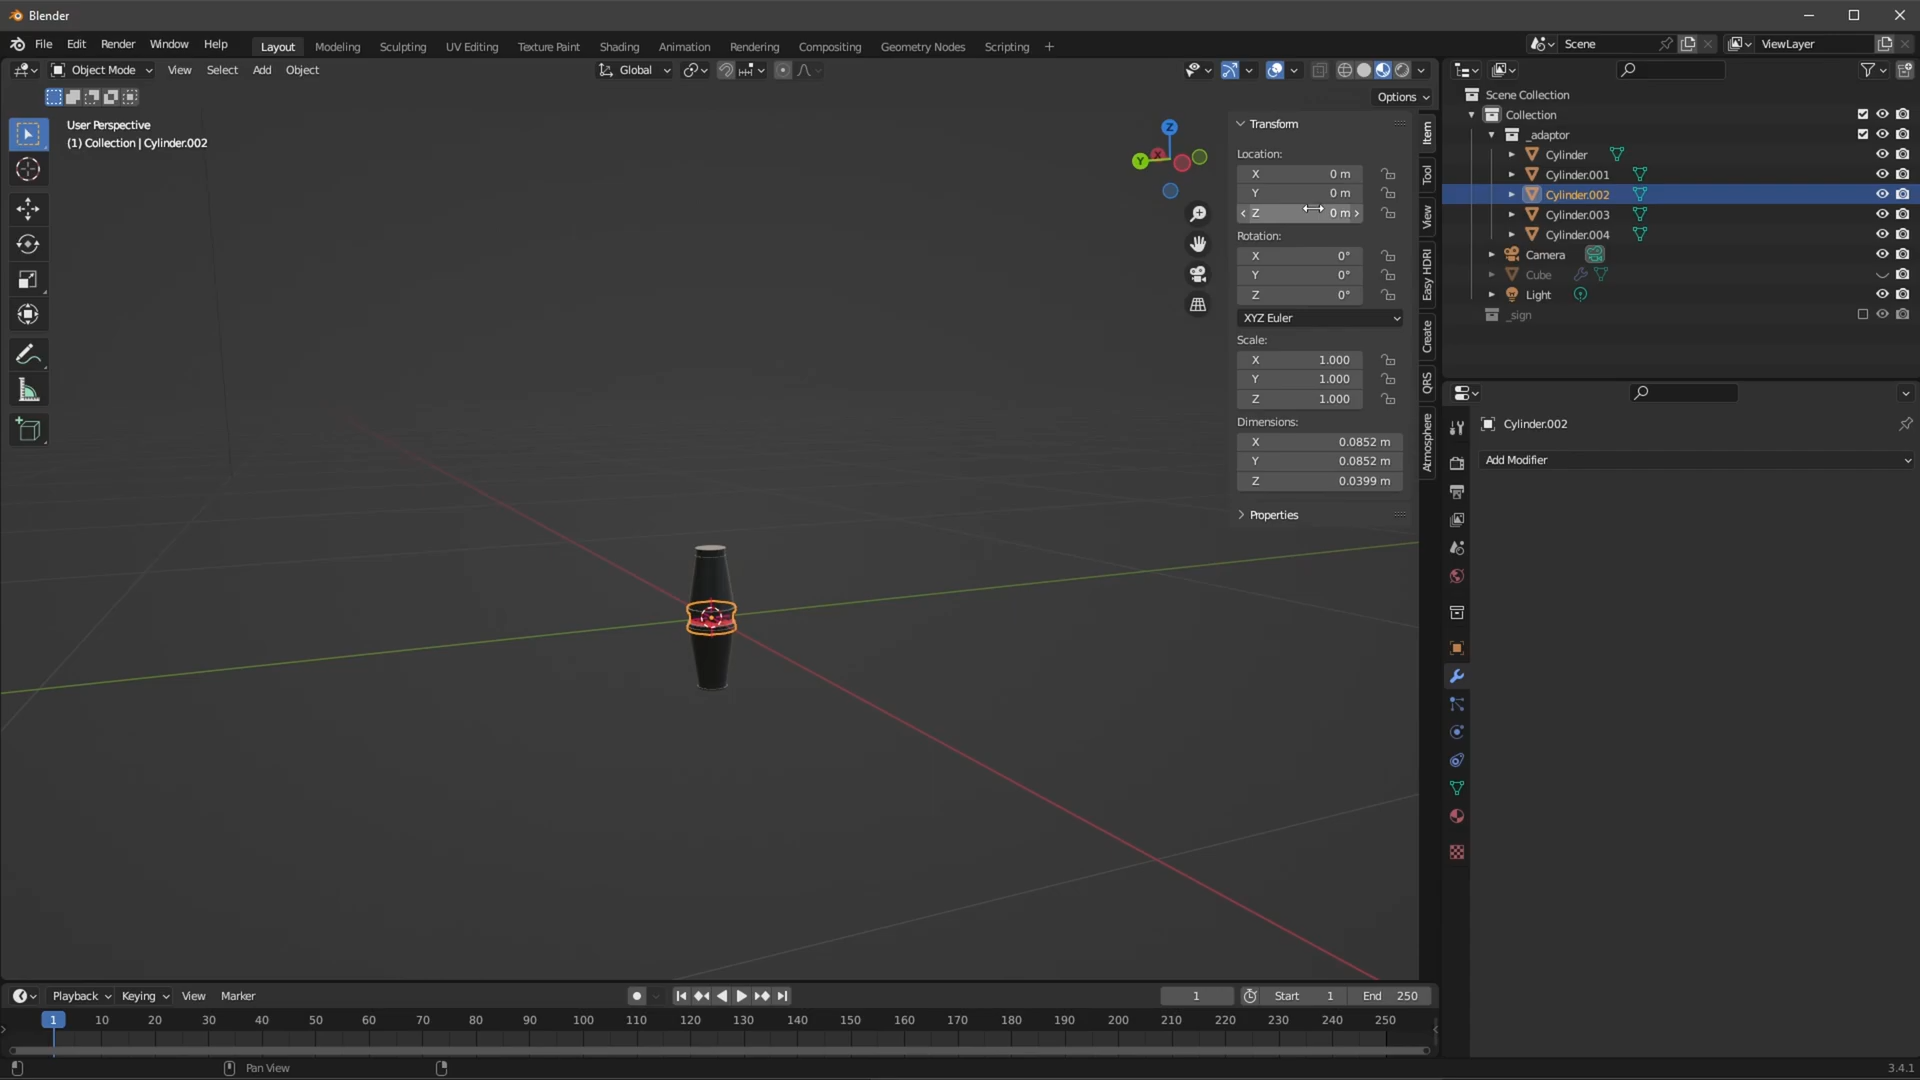 Blender
File Edit Render Window Help Layout Modeling Sculpting UV Editing Texture Paint Shading Animation Rendering Compositing Geometry Nodes Scripting + Scene ViewLayer
Object Mode View Select Add Object Global
Options
User Perspective
(1) Collection | Cylinder.002
Z
Y
X
Transform
Location:
X 0 m
Y 0 m
Z 0 m
Rotation:
X 0°
Y 0°
Z 0°
XYZ Euler
Scale:
X 1.000
Y 1.000
Z 1.000
Dimensions:
X 0.0852 m
Y 0.0852 m
Z 0.0399 m
Properties
Item
Tool
View
Easy HDRI
Create
QRS
Atmosphere
Scene Collection
Collection
_adaptor
Cylinder
Cylinder.001
Cylinder.002
Cylinder.003
Cylinder.004
Camera
Cube
Light
_sign
Cylinder.002
Add Modifier
Playback Keying View Marker 1 Start 1 End 250
1 10 20 30 40 50 60 70 80 90 100 110 120 130 140 150 160 170 180 190 200 210 220 230 240 250
Pan View
3.4.1